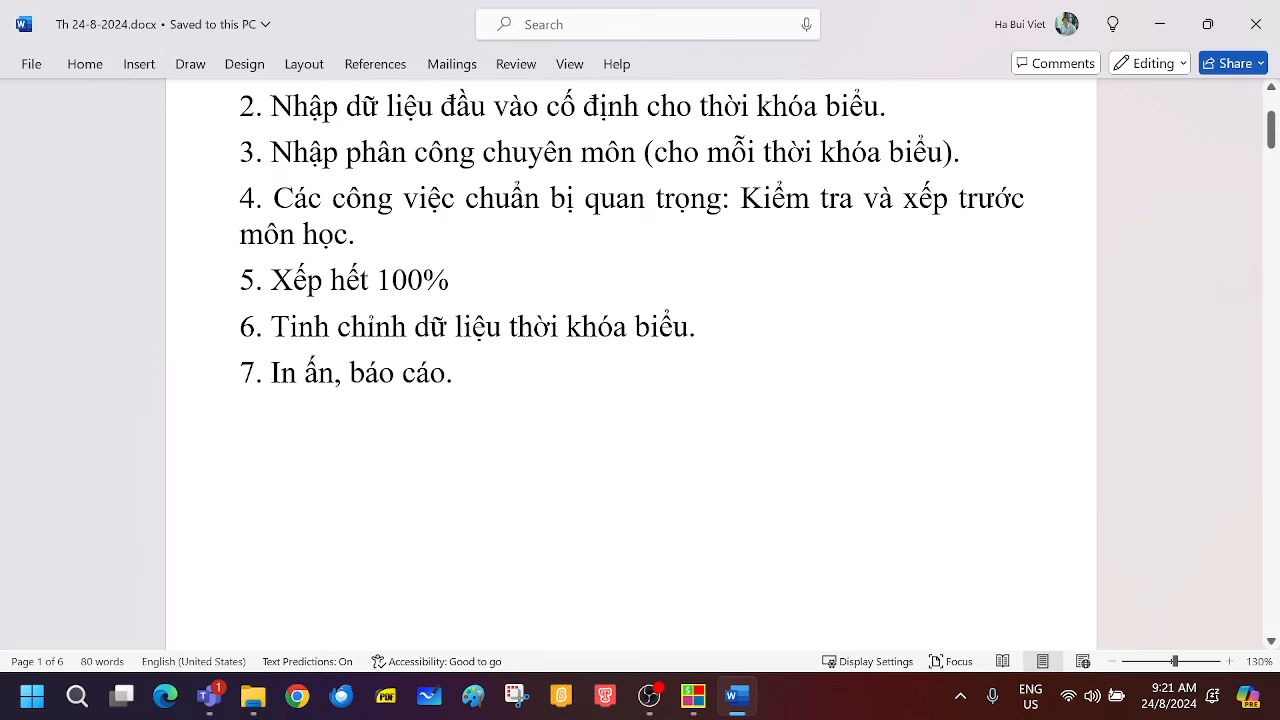 Th 24-8-2024.docx • Saved to this PC
Search
Ha Bui Viet
File Home Insert Draw Design Layout References Mailings Review View Help
Comments Editing Share
2. Nhập dữ liệu đầu vào cố định cho thời khóa biểu.
3. Nhập phân công chuyên môn (cho mỗi thời khóa biểu).
4. Các công việc chuẩn bị quan trọng: Kiểm tra và xếp trước
môn học.
5. Xếp hết 100%
6. Tinh chỉnh dữ liệu thời khóa biểu.
7. In ấn, báo cáo.
Page 1 of 6 80 words English (United States) Text Predictions: On Accessibility: Good to go Display Settings Focus 130%
1
PDF
ENG
US
9:21 AM
24/8/2024
PRE